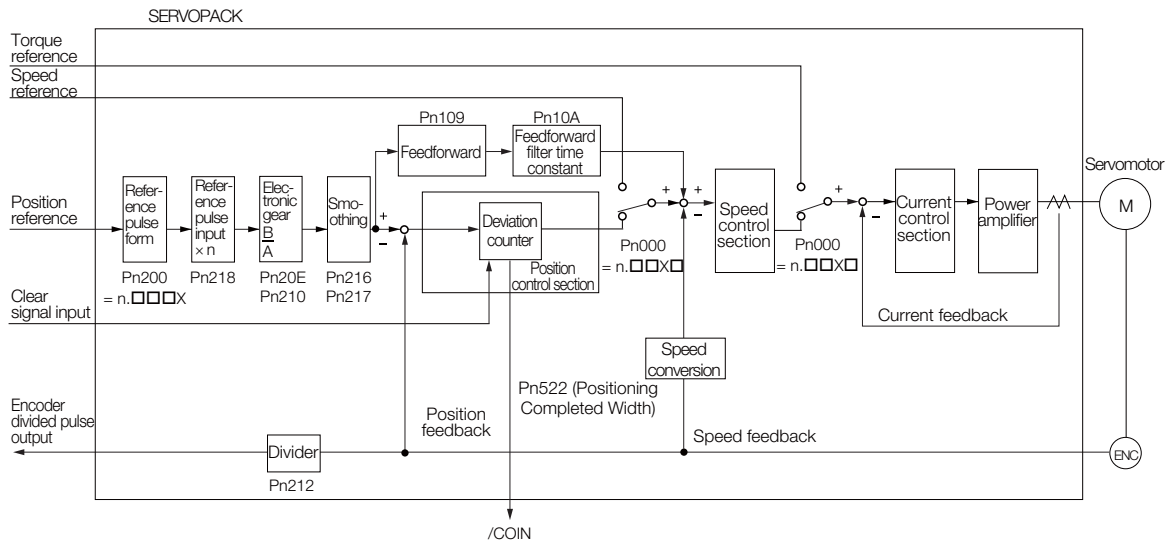 SERVOPACK
Torque
reference
Speed
reference
Pn109
Feedforward
Pn10A
Feedforward
filter time
constant
Servomotor
M
Position
reference
Refer-
ence
pulse
form
Pn200
= n.□□□X
Refer-
ence
pulse
input
× n
Pn218
Elec-
tronic
gear
B
A
Pn20E
Pn210
Smo-
othing
Pn216
Pn217
+
-
Deviation
counter
Position
control section
Pn000
= n.□□X□
+
+
+
-
Speed
control
section
Pn000
= n.□□X□
+
-
Current
control
section
Power
amplifier
Current feedback
Clear
signal input
Speed
conversion
Pn522 (Positioning
Completed Width)
Encoder
divided pulse
output
Divider
Pn212
Position
feedback
Speed feedback
ENC
/COIN